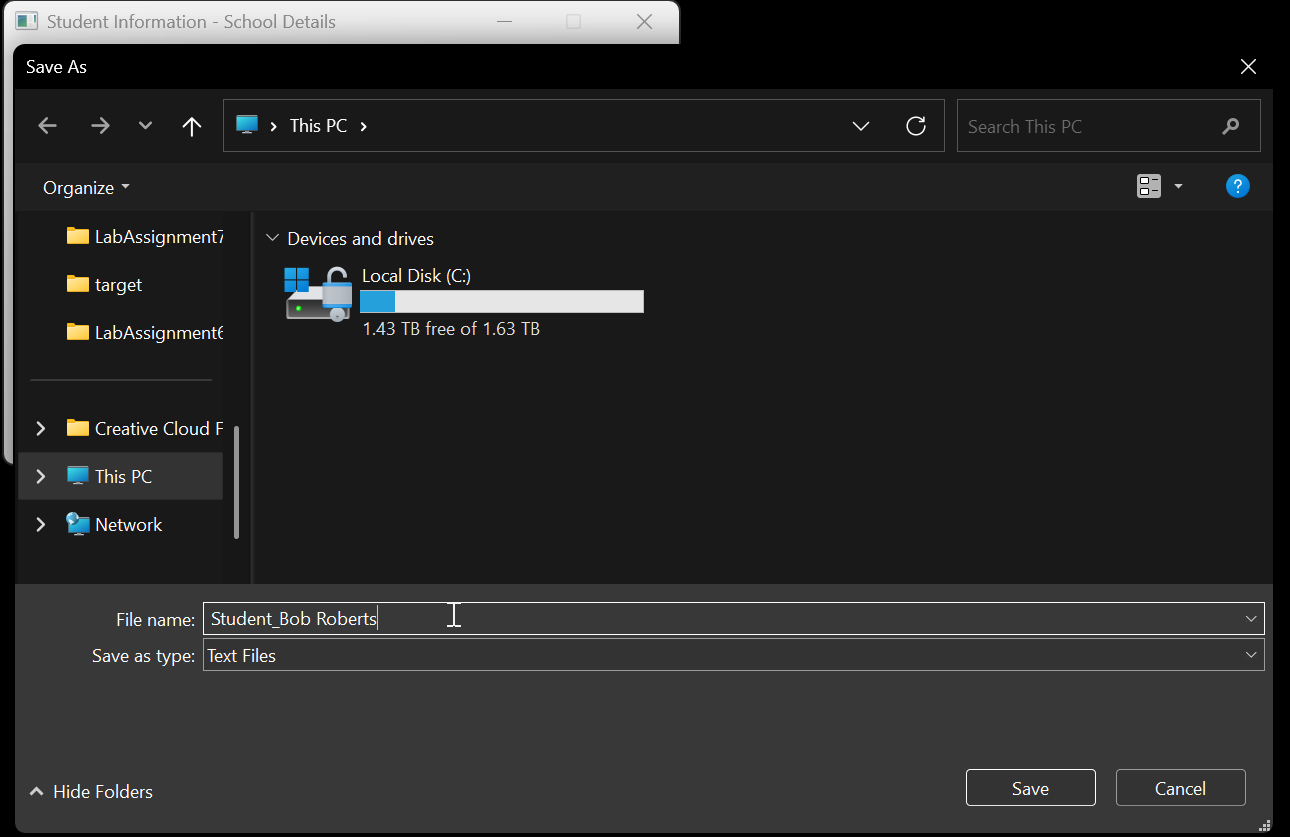 Student Information - School Details
Save As
This PC
Search This PC
Organize
?
LabAssignment7
target
LabAssignment6
Creative Cloud F
This PC
Network
Devices and drives
Local Disk (C:)
1.43 TB free of 1.63 TB
File name: Student_Bob Roberts
Save as type: Text Files
Hide Folders
Save Cancel